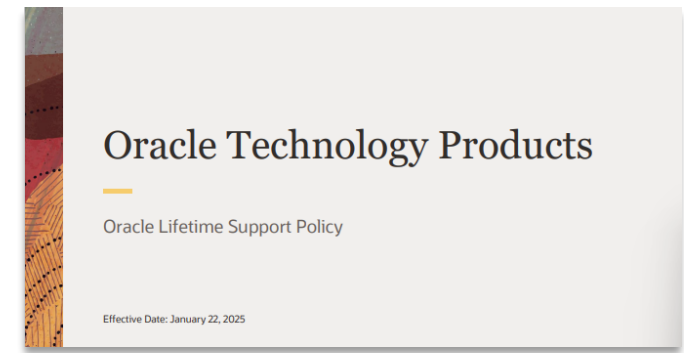 Oracle Technology Products
Oracle Lifetime Support Policy
Effective Date: January 22, 2025